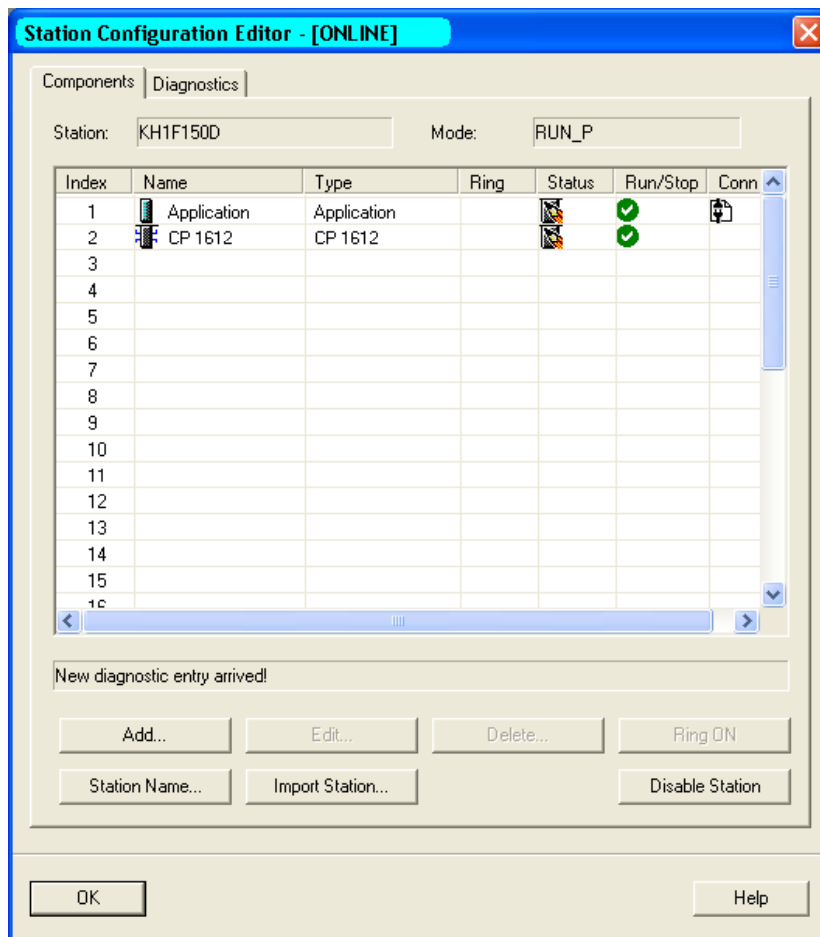 Station Configuration Editor - [ONLINE]
Components Diagnostics
Station: KH1F150D Mode: RUN_P
Index Name Type Ring Status Run/Stop Conn
1 Application Application
2 CP 1612 CP 1612
3
4
5
6
7
8
9
10
11
12
13
14
15
16
New diagnostic entry arrived!
Add... Edit... Delete... Ring ON
Station Name... Import Station... Disable Station
OK Help